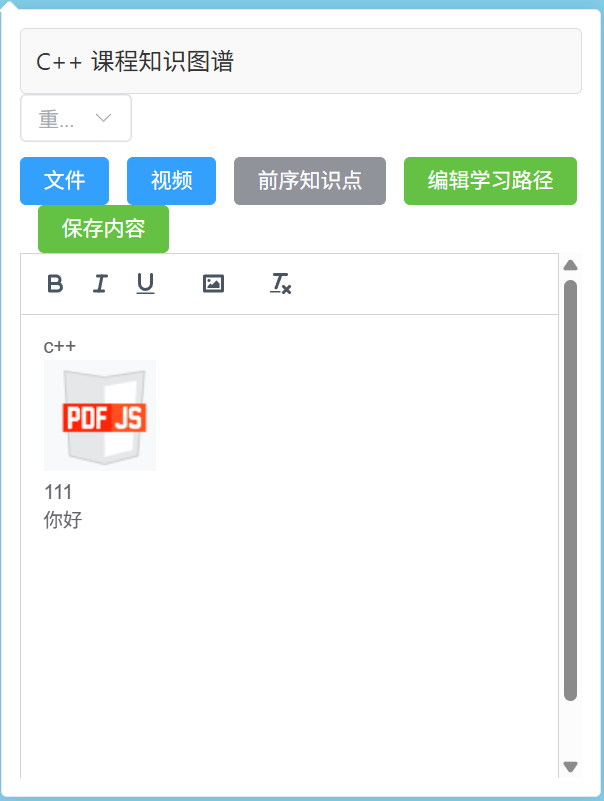 C++ 课程知识图谱
重...
文件 视频 前序知识点 编辑学习路径
保存内容
B I U
c++
PDF JS
111
你好